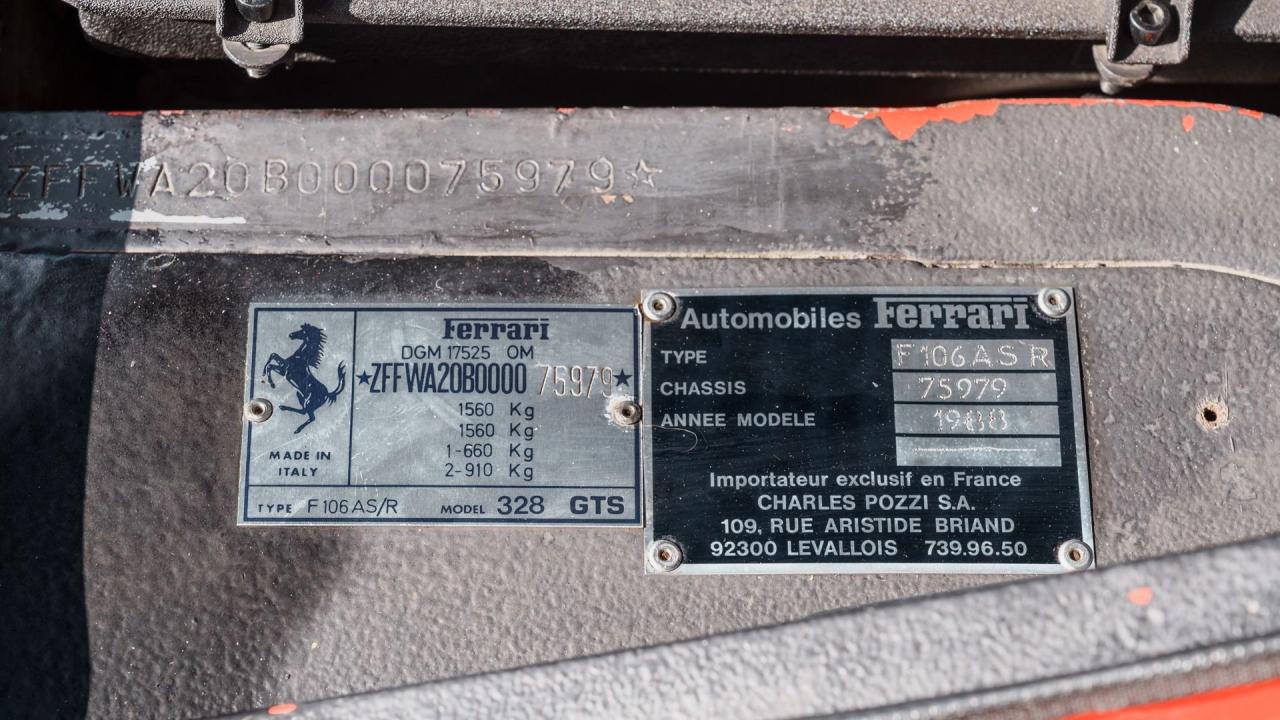 ZFFWA20B000075979☆
Ferrari
DGM 17525 OM
★ZFFWA20B0000 75979★
1560 Kg
1560 Kg
1-660 Kg
2-910 Kg
MADE IN
ITALY
TYPE F106AS/R MODEL 328 GTS
Automobiles Ferrari
TYPE F106ASR
CHASSIS 75979
ANNEE MODELE 1988
Importateur exclusif en France
CHARLES POZZI S.A.
109, RUE ARISTIDE BRIAND
92300 LEVALLOIS 739.96.50